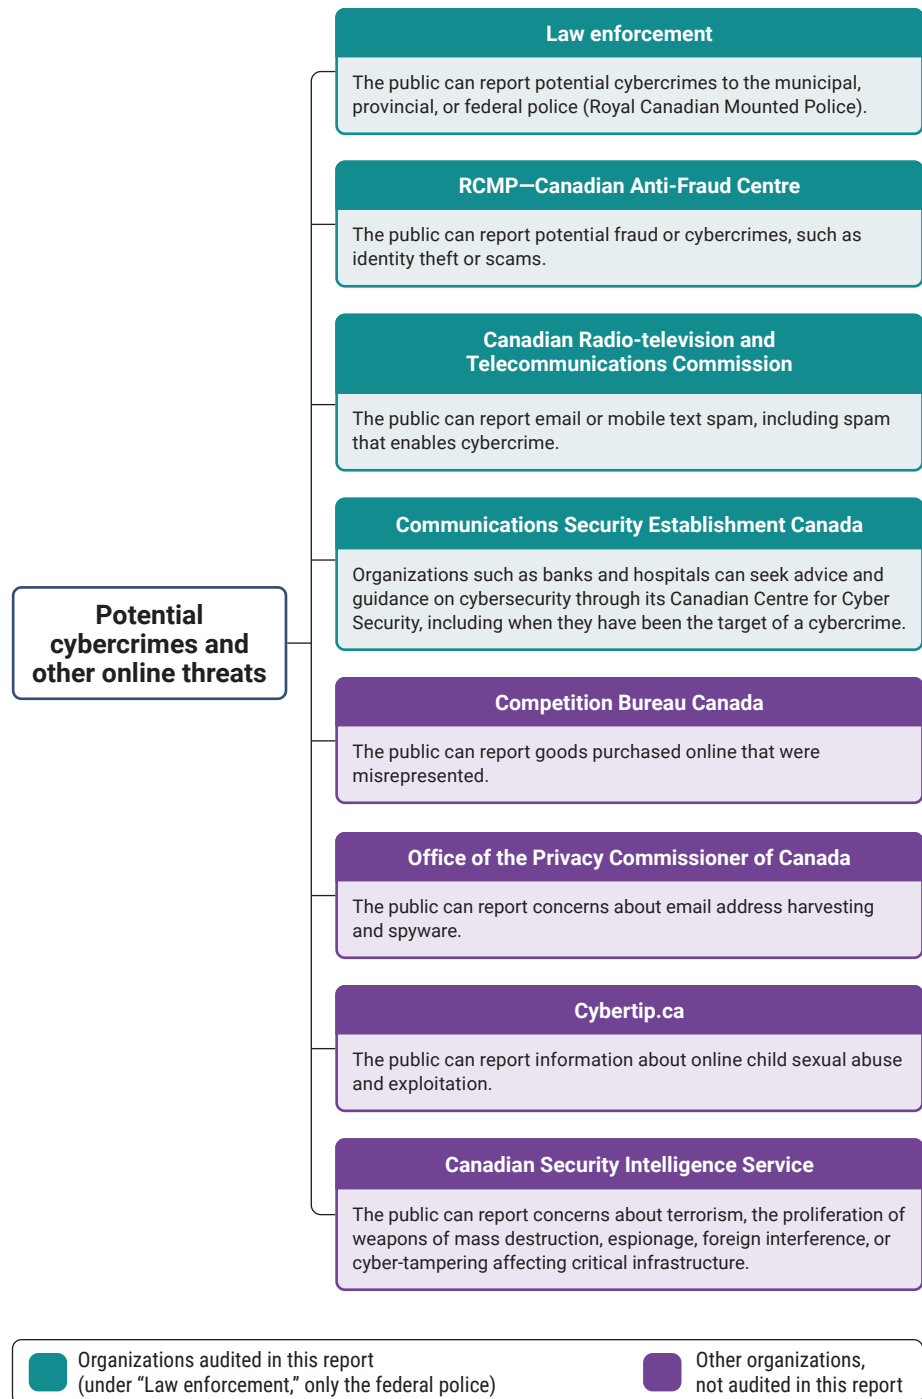 Law enforcement
The public can report potential cybercrimes to the municipal,
provincial, or federal police (Royal Canadian Mounted Police).
RCMP—Canadian Anti-Fraud Centre
The public can report potential fraud or cybercrimes, such as
identity theft or scams.
Canadian Radio-television and
Telecommunications Commission
The public can report email or mobile text spam, including spam
that enables cybercrime.
Communications Security Establishment Canada
Organizations such as banks and hospitals can seek advice and
guidance on cybersecurity through its Canadian Centre for Cyber
Security, including when they have been the target of a cybercrime.
Potential
cybercrimes and
other online threats
Competition Bureau Canada
The public can report goods purchased online that were
misrepresented.
Office of the Privacy Commissioner of Canada
The public can report concerns about email address harvesting
and spyware.
Cybertip.ca
The public can report information about online child sexual abuse
and exploitation.
Canadian Security Intelligence Service
The public can report concerns about terrorism, the proliferation of
weapons of mass destruction, espionage, foreign interference, or
cyber-tampering affecting critical infrastructure.
Organizations audited in this report
(under “Law enforcement,” only the federal police)
Other organizations,
not audited in this report